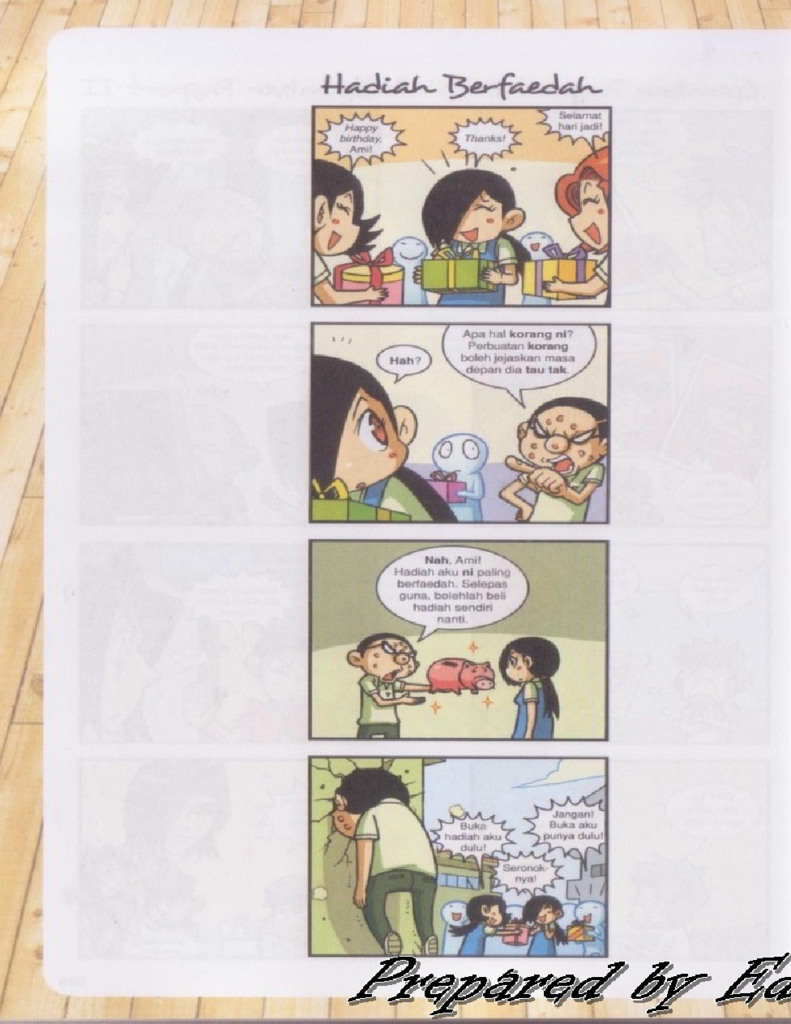 Hadiah Berfaedah
Happy
birthday,
Ami!
Thanks!
Selamat
hari jadi!
Hah?
Apa hal korang ni?
Perbuatan korang
boleh jejaskan masa
depan dia tau tak.
Nah, Ami!
Hadiah aku ni paling
berfaedah. Selepas
guna, bolehlah beli
hadiah sendiri
nanti.
Buka
hadiah aku
dulu!
Seronok-
nya!
Jangan!
Buka aku
punya dulu!
Prepared by Ed